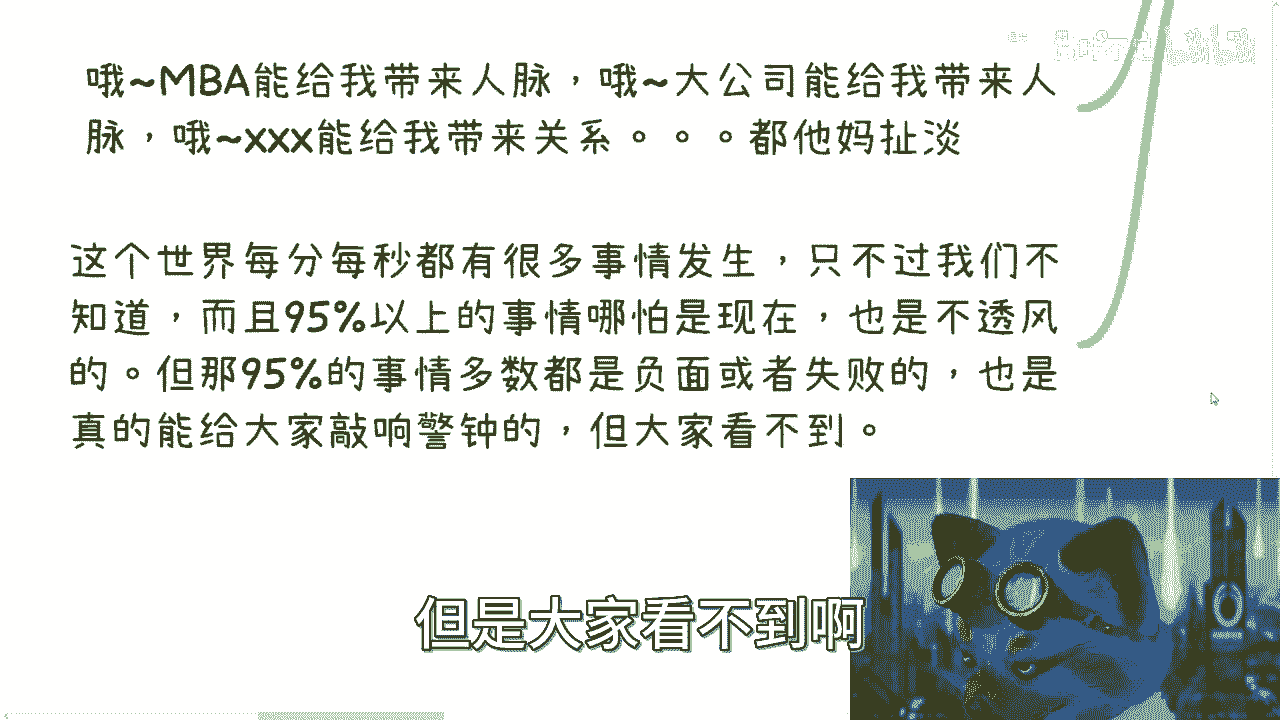 哦~MBA能给我带来人脉，哦~大公司能给我带来人
脉，哦~xxx能给我带来关系。。。都他妈扯淡
这个世界每分每秒都有很多事情发生，只不过我们不
知道，而且95%以上的事情哪怕是现在，也是不透风
的。但那95%的事情多数都是负面或者失败的，也是
真的能给大家敲响警钟的，但大家看不到。
但是大家看不到啊